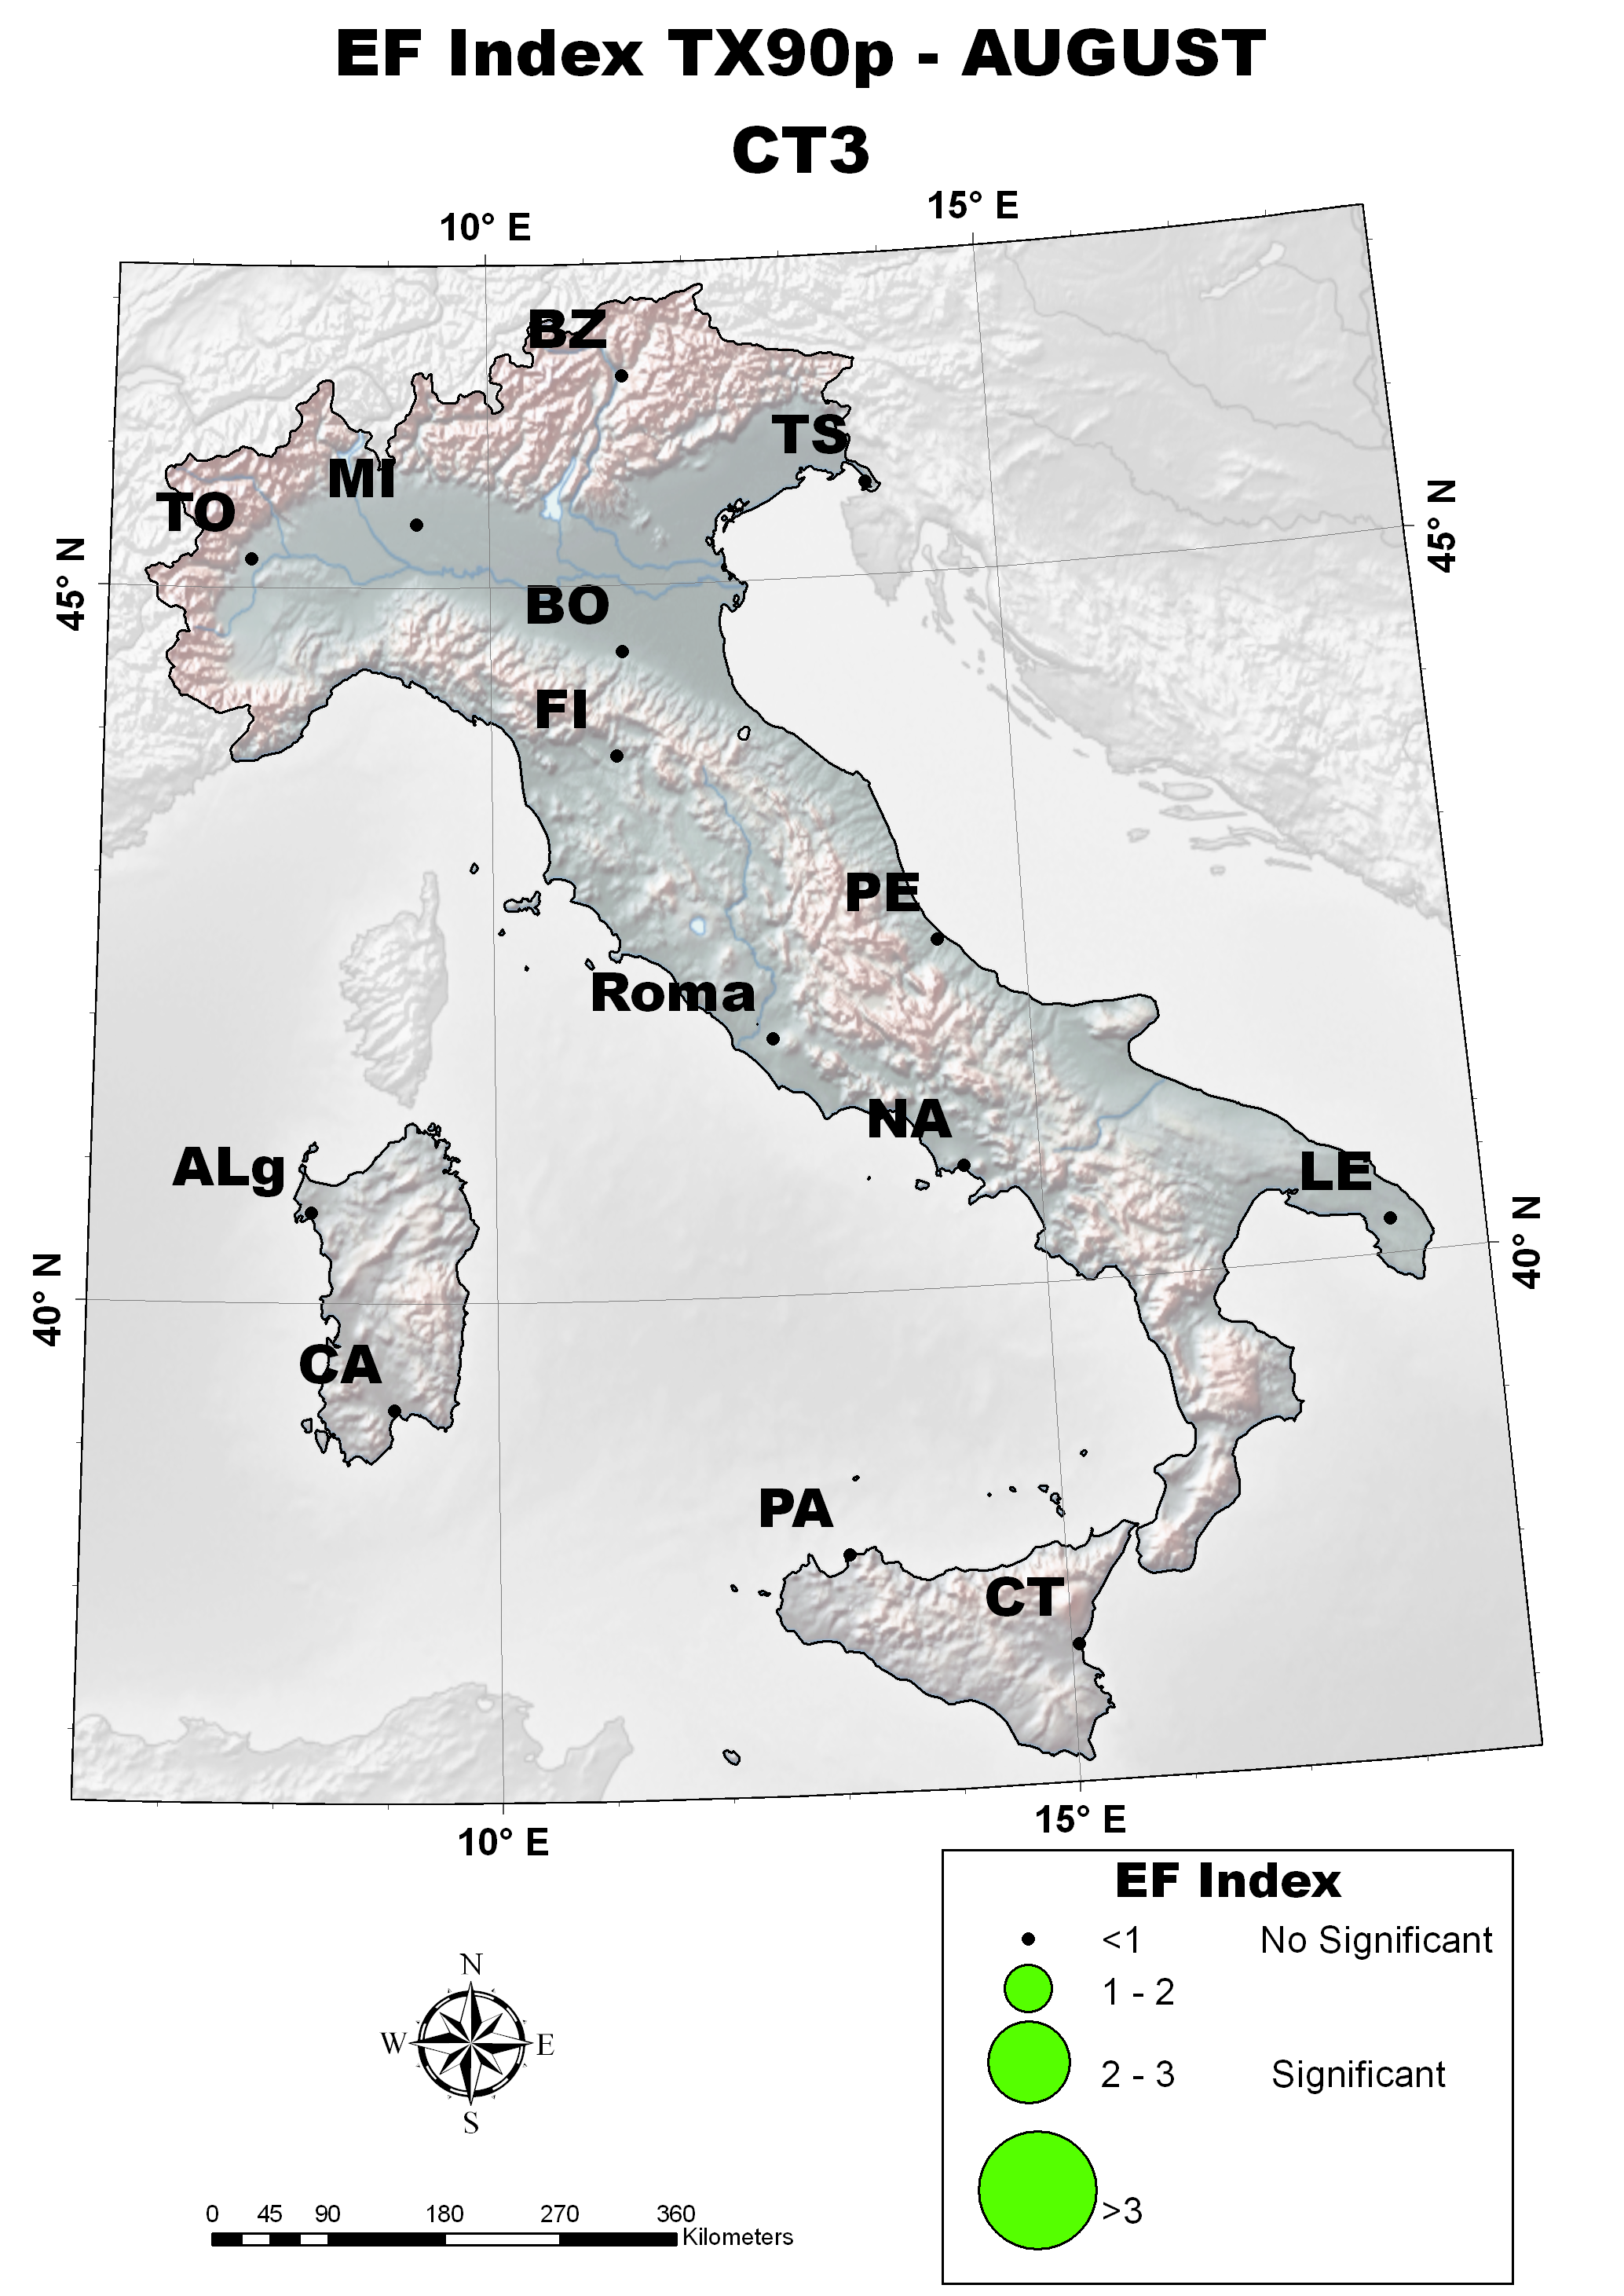 EF Index TX90p - AUGUST
CT3
10° E
15° E
BZ
TS
MI
TO
45° N
45° N
BO
FI
PE
Roma
NA
ALg
LE
40° N
40° N
CA
PA
CT
10° E
15° E
EF Index
<1 No Significant
1 - 2
2 - 3 Significant
>3
N
W E
S
0 45 90 180 270 360
Kilometers